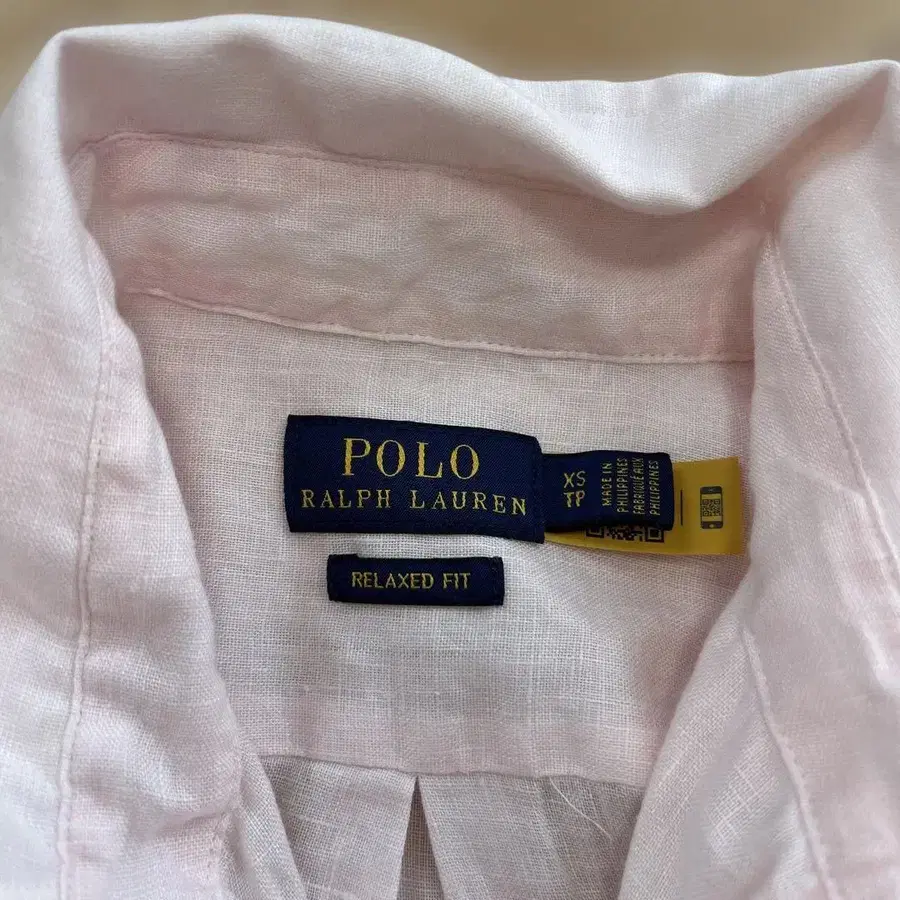 POLO
RALPH LAUREN
XS
TP
MADE IN
PHILIPPINES
FABRIQUÉ AUX
PHILIPPINES
RELAXED FIT